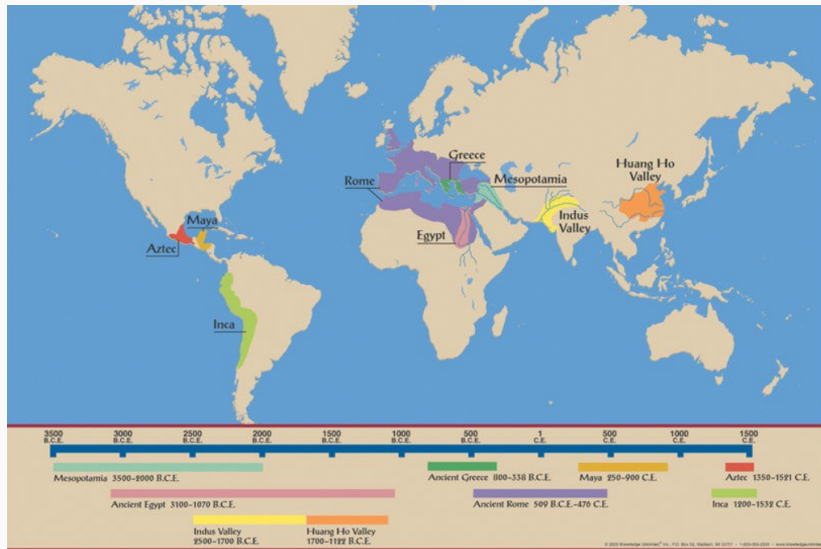 Greece
Huang Ho
Valley
Rome
Mesopotamia
Maya
Indus
Valley
Aztec
Egypt
Inca
3500
B.C.E.
3000
B.C.E.
2500
B.C.E.
2000
B.C.E.
1500
B.C.E.
1000
B.C.E.
500
B.C.E.
1
C.E.
500
C.E.
1000
C.E.
1500
C.E.
Mesopotamia 3500-2000 B.C.E.
Ancient Greece 800-338 B.C.E.
Maya 250-900 C.E.
Aztec 1350-1521 C.E.
Ancient Egypt 3100-1070 B.C.E.
Ancient Rome 509 B.C.E.-476 C.E.
Inca 1200-1532 C.E.
Indus Valley
2500-1700 B.C.E.
Huang Ho Valley
1700-1122 B.C.E.